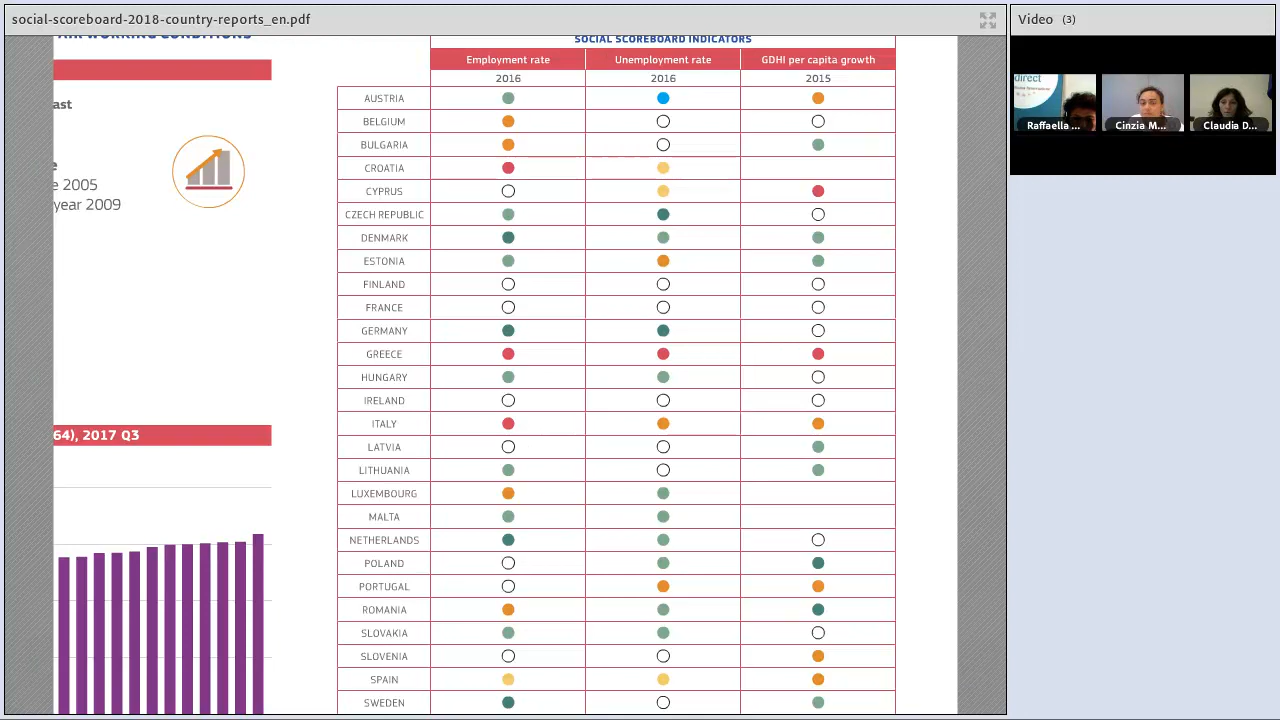 social-scoreboard-2018-country-reports_en.pdf
Video (3)
AIR WORKING CONDITIONS
SOCIAL SCOREBOARD INDICATORS
Employment rate Unemployment rate GDHI per capita growth
2016 2016 2015
AUSTRIA
BELGIUM
BULGARIA
CROATIA
CYPRUS
CZECH REPUBLIC
DENMARK
ESTONIA
FINLAND
FRANCE
GERMANY
GREECE
HUNGARY
IRELAND
ITALY
LATVIA
LITHUANIA
LUXEMBOURG
MALTA
NETHERLANDS
POLAND
PORTUGAL
ROMANIA
SLOVAKIA
SLOVENIA
SPAIN
SWEDEN
ast
e
e 2005
year 2009
64), 2017 Q3
direct
Raffaella ...
Cinzia M...
Claudia D...